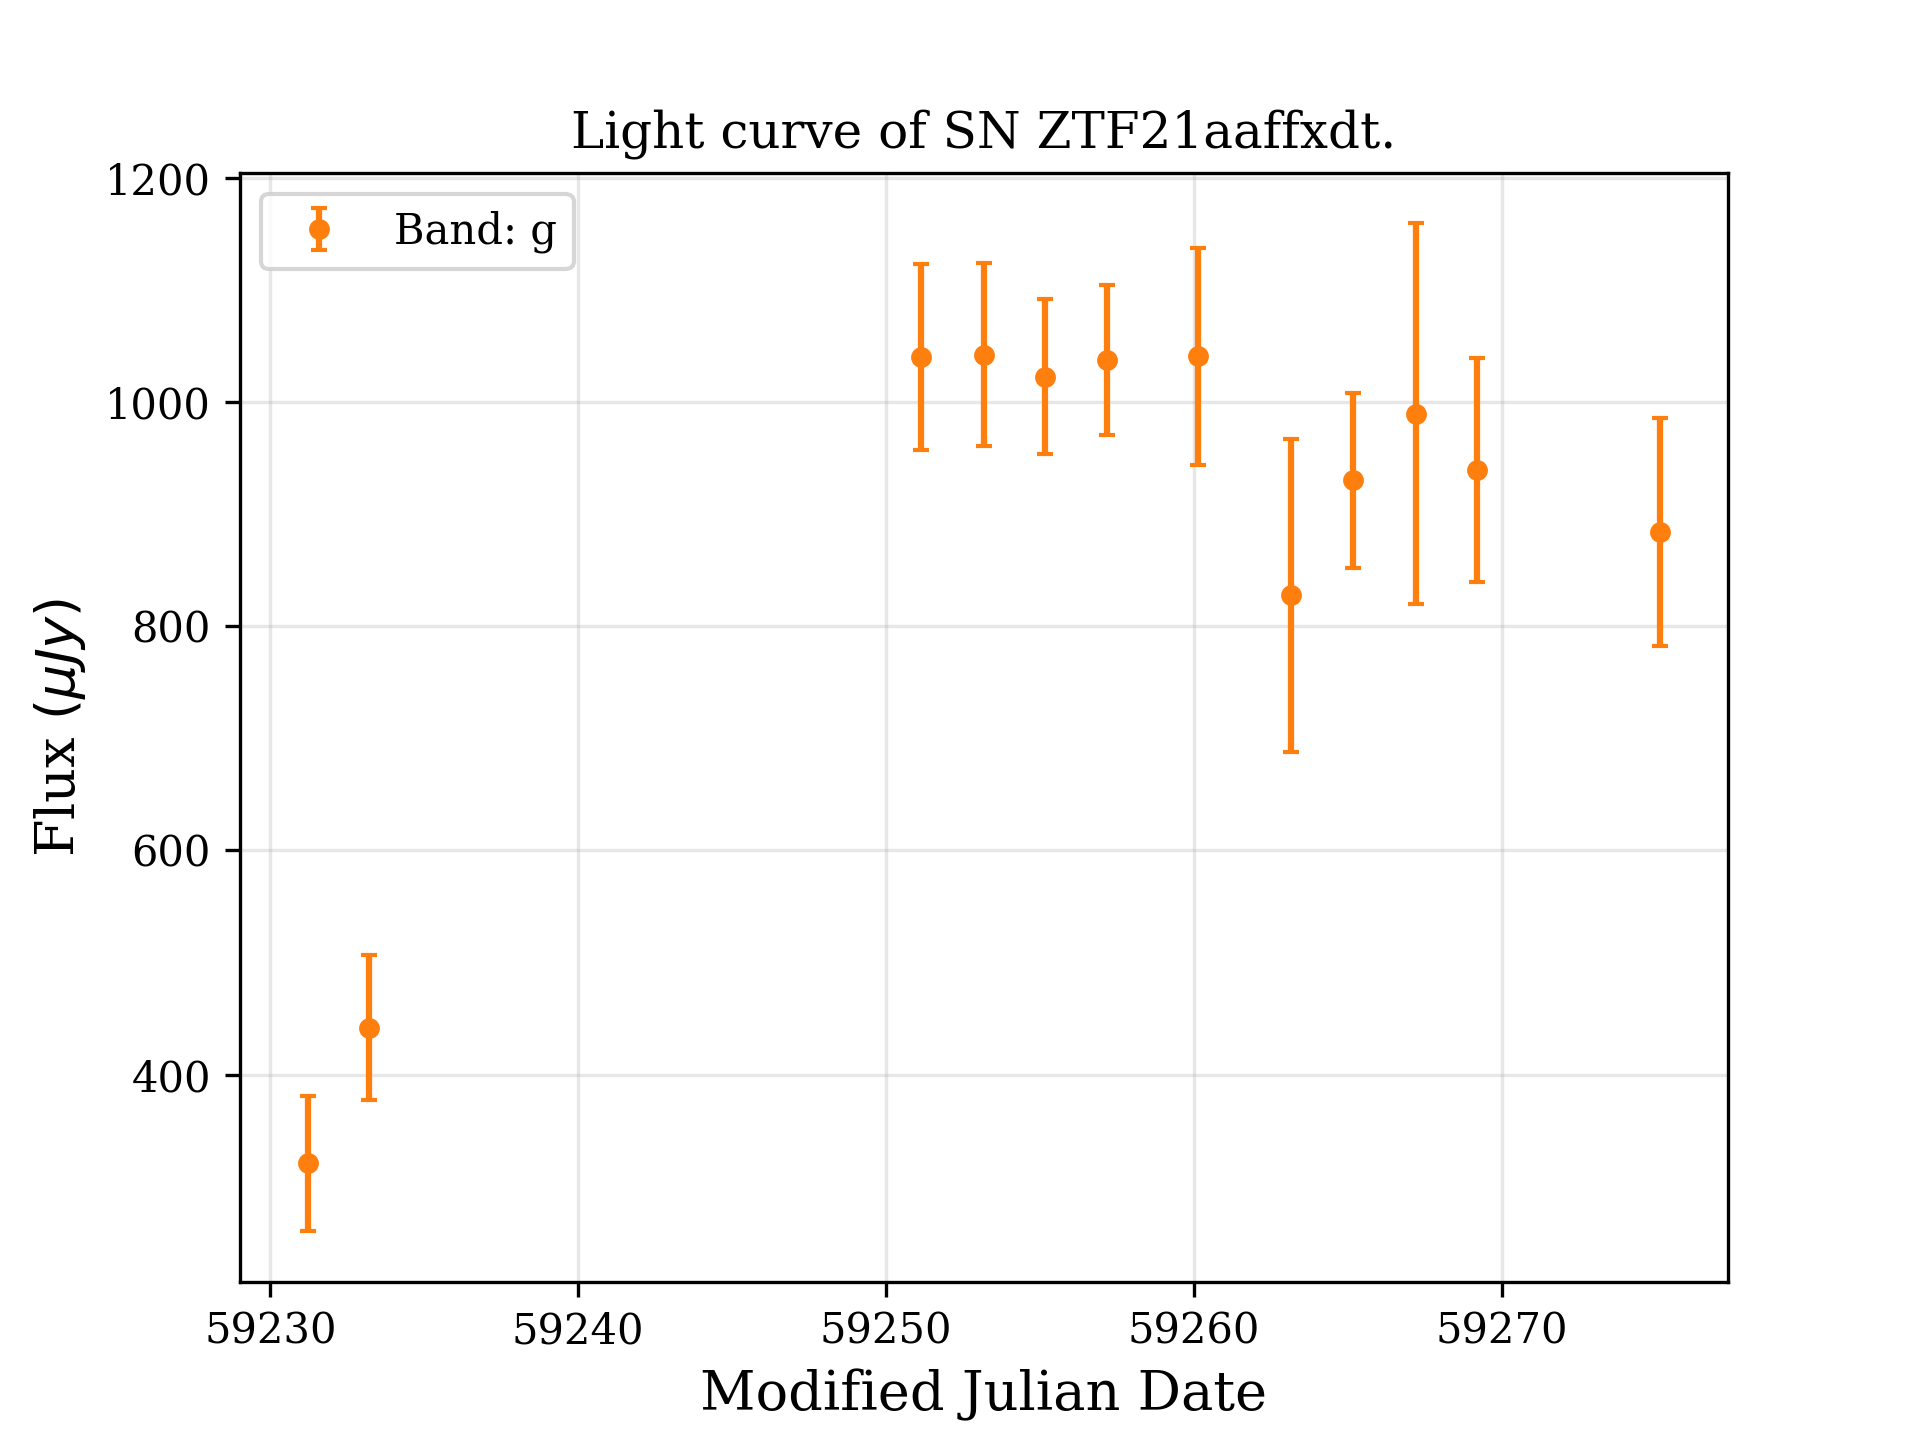 Light curve of SN ZTF21aaffxdt.
Band: g
1200
1000
800
600
400
Flux (μJy)
59230 59240 59250 59260 59270
Modified Julian Date